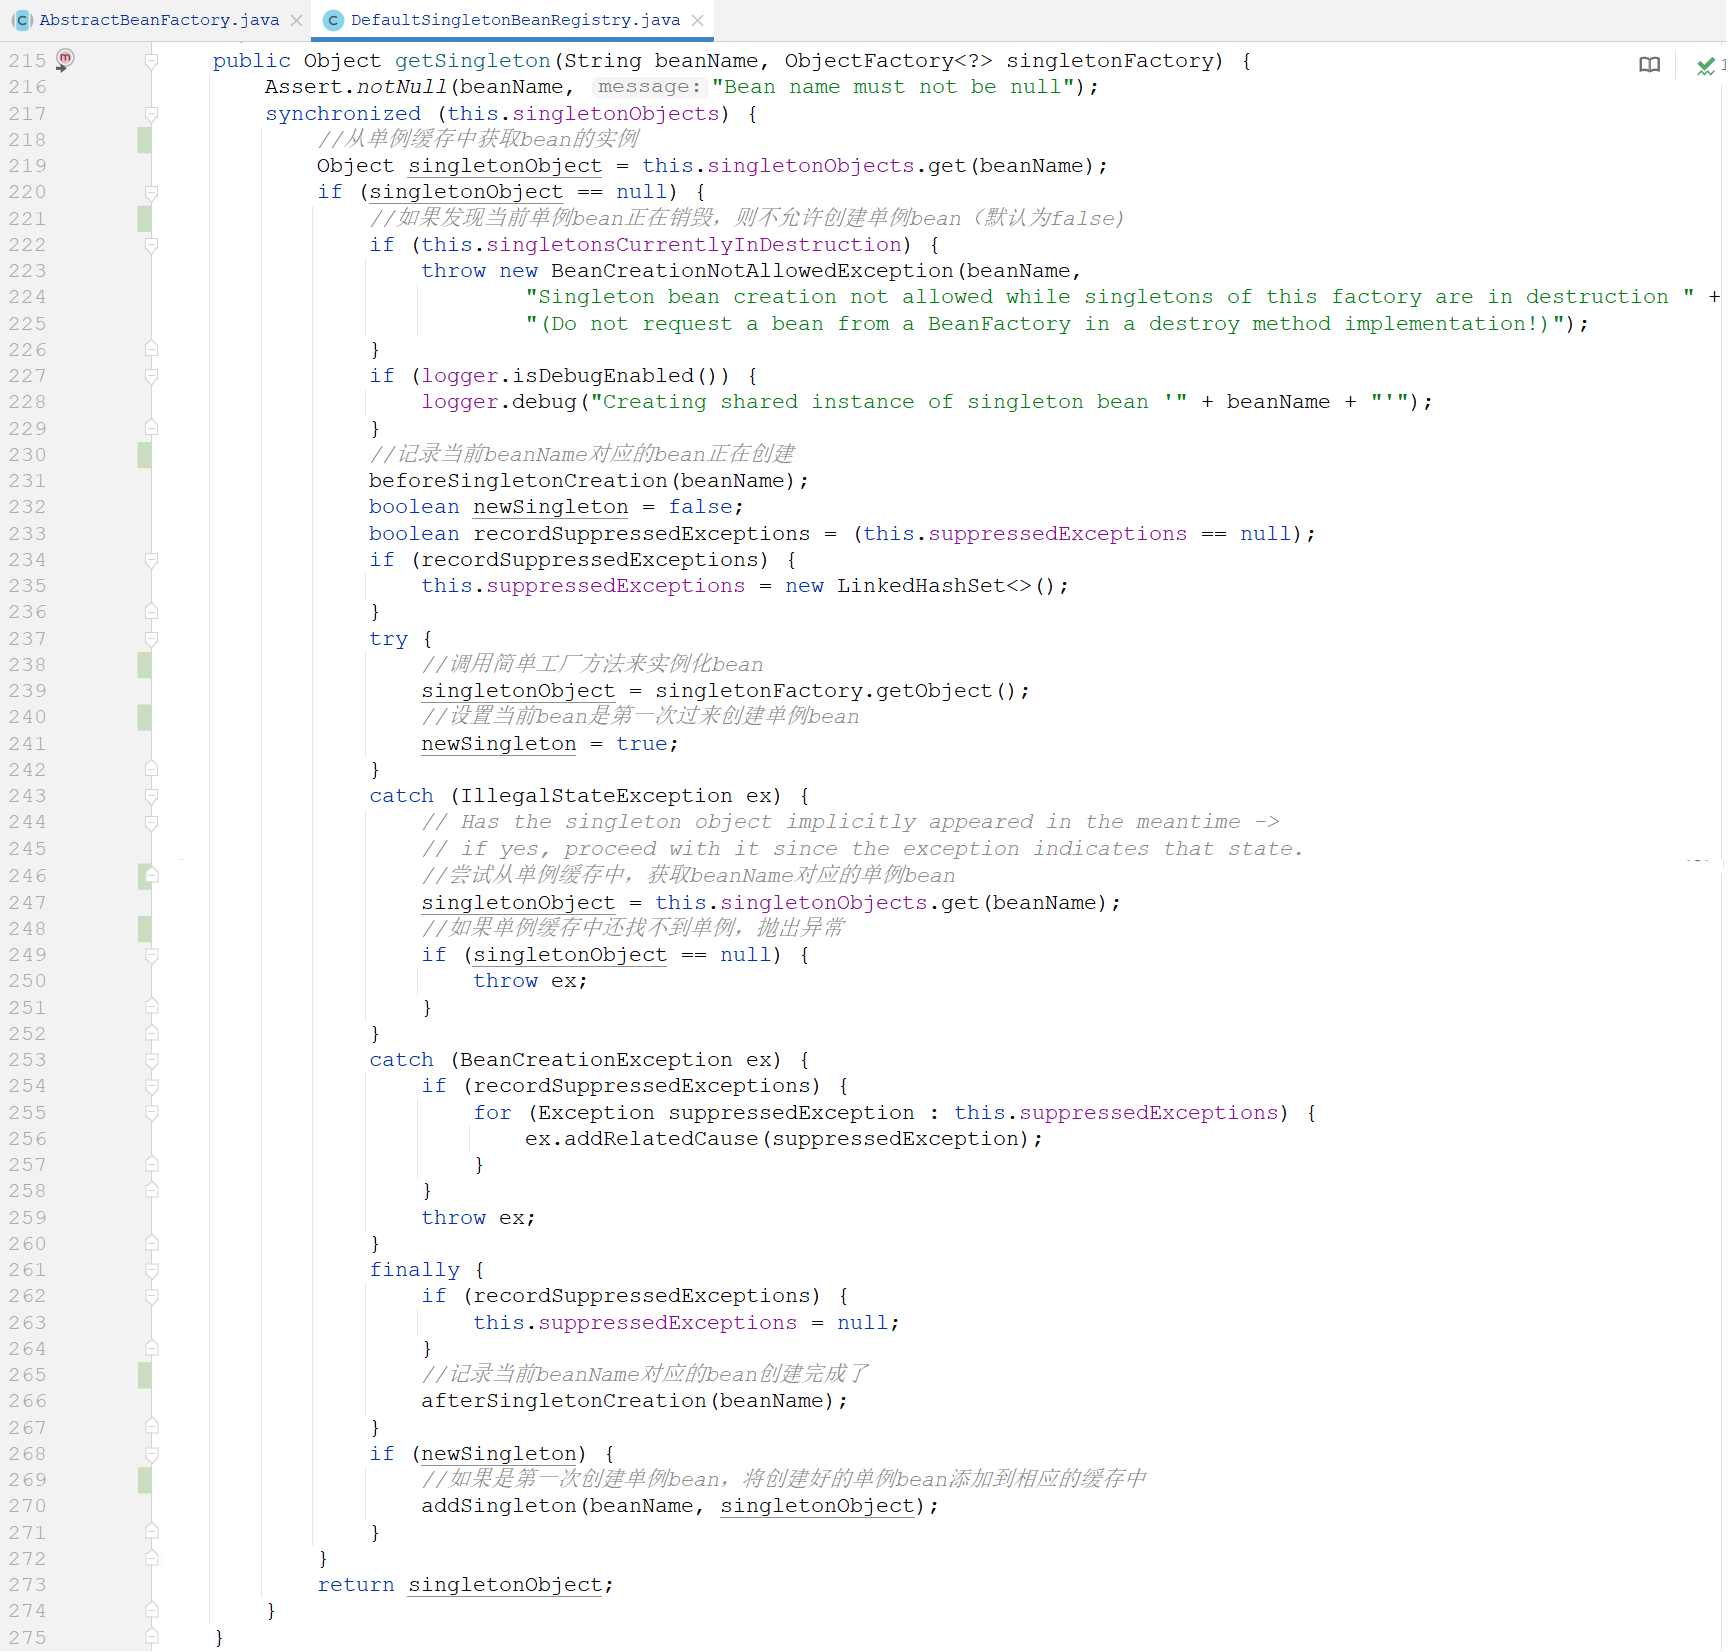 AbstractBeanFactory.java DefaultSingletonBeanRegistry.java
215 public Object getSingleton(String beanName, ObjectFactory<?> singletonFactory) {
216 Assert.notNull(beanName, message: "Bean name must not be null");
217 synchronized (this.singletonObjects) {
218 //从单例缓存中获取bean的实例
219 Object singletonObject = this.singletonObjects.get(beanName);
220 if (singletonObject == null) {
221 //如果发现当前单例bean正在销毁，则不允许创建单例bean（默认为false）
222 if (this.singletonsCurrentlyInDestruction) {
223 throw new BeanCreationNotAllowedException(beanName,
224 "Singleton bean creation not allowed while singletons of this factory are in destruction " +
225 "(Do not request a bean from a BeanFactory in a destroy method implementation!)");
226 }
227 if (logger.isDebugEnabled()) {
228 logger.debug("Creating shared instance of singleton bean '" + beanName + "'");
229 }
230 //记录当前beanName对应的bean正在创建
231 beforeSingletonCreation(beanName);
232 boolean newSingleton = false;
233 boolean recordSuppressedExceptions = (this.suppressedExceptions == null);
234 if (recordSuppressedExceptions) {
235 this.suppressedExceptions = new LinkedHashSet<>();
236 }
237 try {
238 //调用简单工厂方法来实例化bean
239 singletonObject = singletonFactory.getObject();
240 //设置当前bean是第一次过来创建单例bean
241 newSingleton = true;
242 }
243 catch (IllegalStateException ex) {
244 // Has the singleton object implicitly appeared in the meantime ->
245 // if yes, proceed with it since the exception indicates that state.
246 //尝试从单例缓存中，获取beanName对应的单例bean
247 singletonObject = this.singletonObjects.get(beanName);
248 //如果单例缓存中还找不到单例，抛出异常
249 if (singletonObject == null) {
250 throw ex;
251 }
252 }
253 catch (BeanCreationException ex) {
254 if (recordSuppressedExceptions) {
255 for (Exception suppressedException : this.suppressedExceptions) {
256 ex.addRelatedCause(suppressedException);
257 }
258 }
259 throw ex;
260 }
261 finally {
262 if (recordSuppressedExceptions) {
263 this.suppressedExceptions = null;
264 }
265 //记录当前beanName对应的bean创建完成了
266 afterSingletonCreation(beanName);
267 }
268 if (newSingleton) {
269 //如果是第一次创建单例bean，将创建好的单例bean添加到相应的缓存中
270 addSingleton(beanName, singletonObject);
271 }
272 }
273 return singletonObject;
274 }
275 }